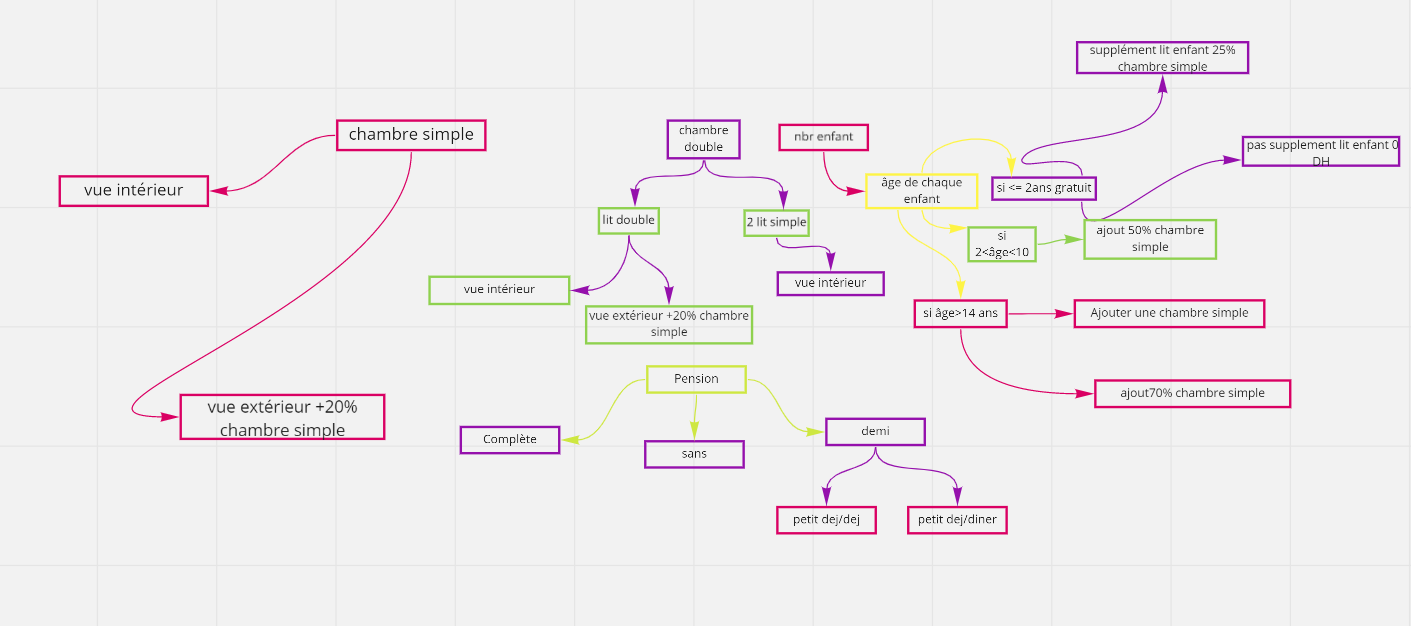 supplément lit enfant 25%
chambre simple
chambre simple
chambre
double
nbr enfant
pas supplement lit enfant 0
DH
vue intérieur
âge de chaque
enfant
si <= 2ans gratuit
lit double
2 lit simple
si
2<âge<10
ajout 50% chambre
simple
vue intérieur
vue intérieur
vue extérieur +20% chambre
simple
si âge>14 ans
Ajouter une chambre simple
Pension
ajout70% chambre simple
vue extérieur +20%
chambre simple
Complète
sans
demi
petit dej/dej
petit dej/diner